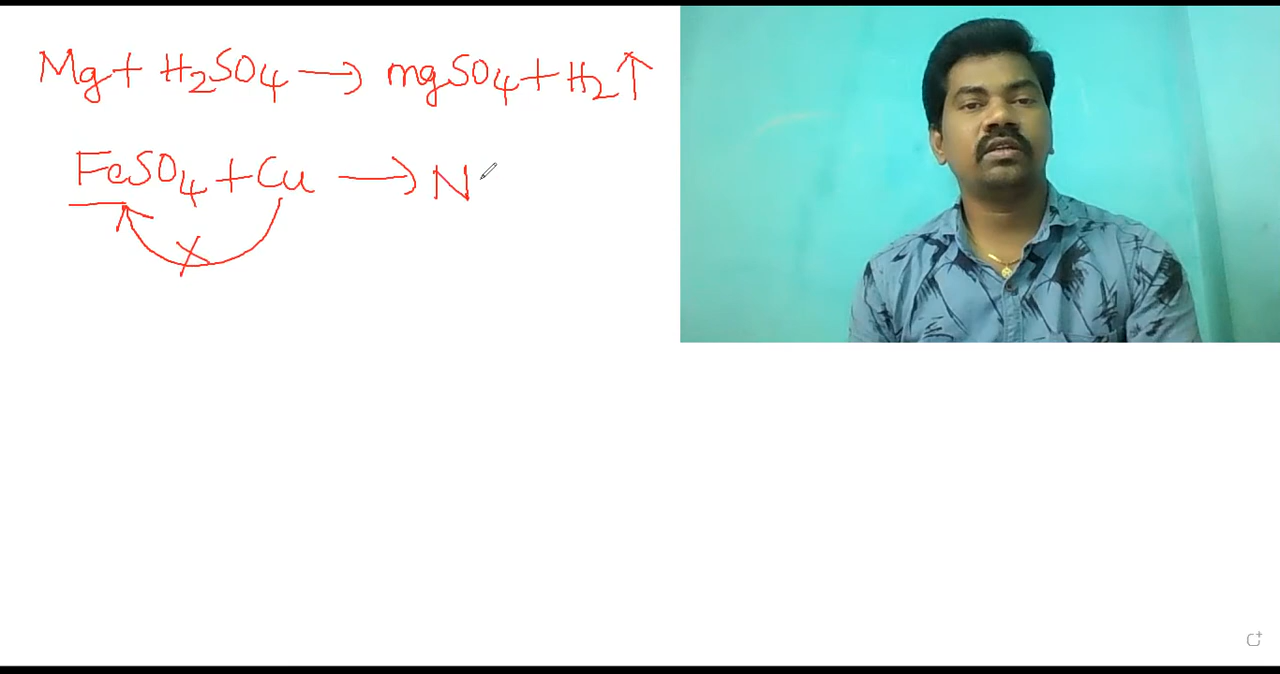 Mg + H₂SO₄ → mgSO₄ + H₂ ↑
FeSO₄ + Cu → N